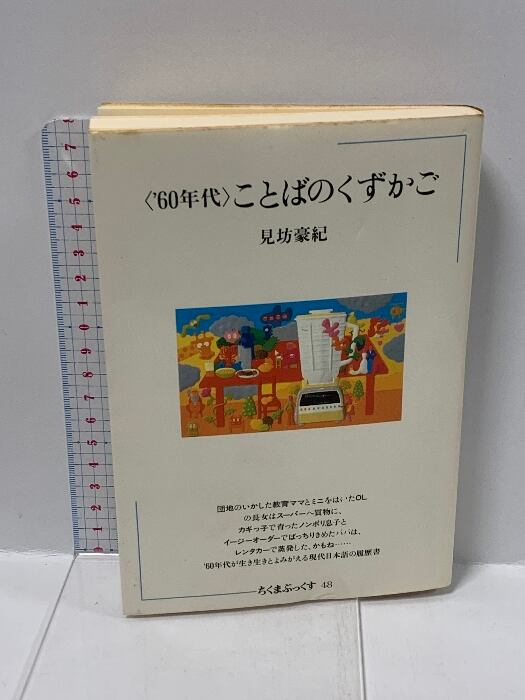 〈'60年代〉ことばのくずかご
見坊豪紀
団地のいかした教育ママとミニをはいたOL
の長女はスーパーへ買物に、
カギっ子で育ったノンポリ息子と
イージーオーダーでばっちりきめたパパは、
レンタカーで蒸発した、かもね……
'60年代が生き生きとよみがえる現代日本語の履歴書
ちくまぶっくす 48